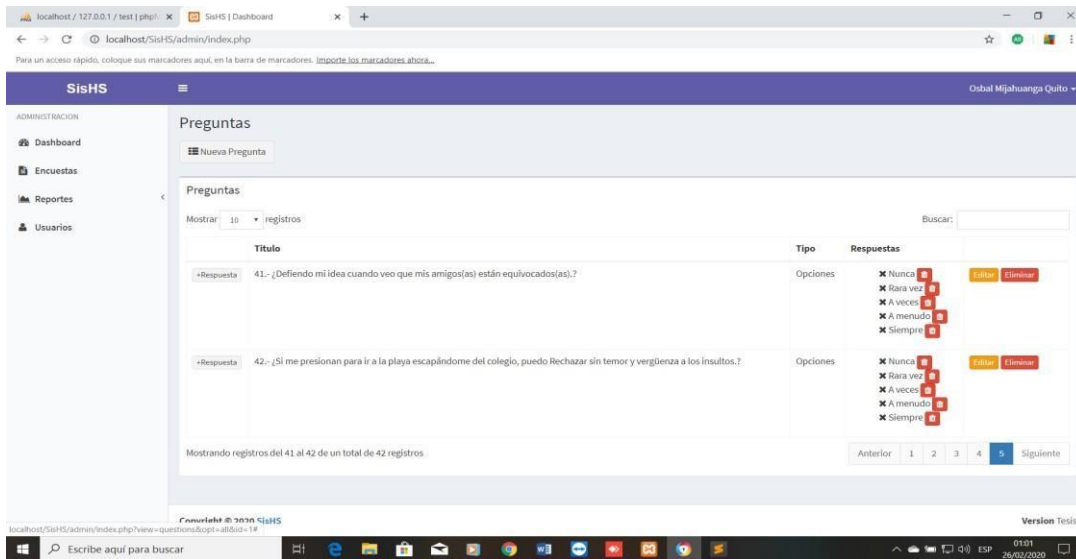 localhost / 127.0.0.1 / test | php
SisHS | Dashboard
localhost/SisHS/admin/index.php
Para un acceso rápido, coloque sus marcadores aquí, en la barra de marcadores. Importe los marcadores ahora...
SisHS
Osbal Mijahuanga Quito
ADMINISTRACION
Dashboard
Encuestas
Reportes
Usuarios
Preguntas
Nueva Pregunta
Preguntas
Mostrar 10 registros
Buscar:
Titulo Tipo Respuestas
+Respuesta 41.- ¿Defiendo mi idea cuando veo que mis amigos(as) están equivocados(as).? Opciones Nunca Editar Eliminar
Rara vez
A veces
A menudo
Siempre
+Respuesta 42.- ¿Si me presionan para ir a la playa escapándome del colegio, puedo Rechazar sin temor y vergüenza a los insultos.? Opciones Nunca Editar Eliminar
Rara vez
A veces
A menudo
Siempre
Mostrando registros del 41 al 42 de un total de 42 registros
Anterior 1 2 3 4 5 Siguiente
Copyright © 2020 SisHS
Version Tesis
localhost/SisHS/admin/index.php?view=questions&opt=all&id=1#
Escribe aquí para buscar
ESP
01:01
26/02/2020